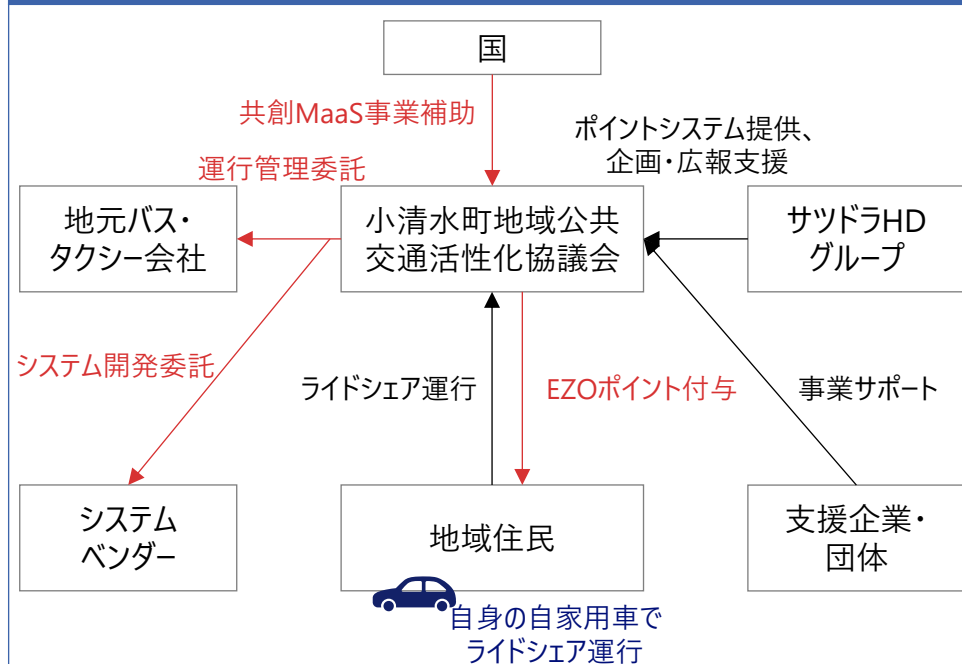 国
共創MaaS事業補助
ポイントシステム提供、
企画・広報支援
運行管理委託
地元バス・
タクシー会社
小清水町地域公共
交通活性化協議会
サツドラHD
グループ
システム開発委託
ライドシェア運行
EZOポイント付与
事業サポート
システム
ベンダー
地域住民
支援企業・
団体
自身の自家用車で
ライドシェア運行